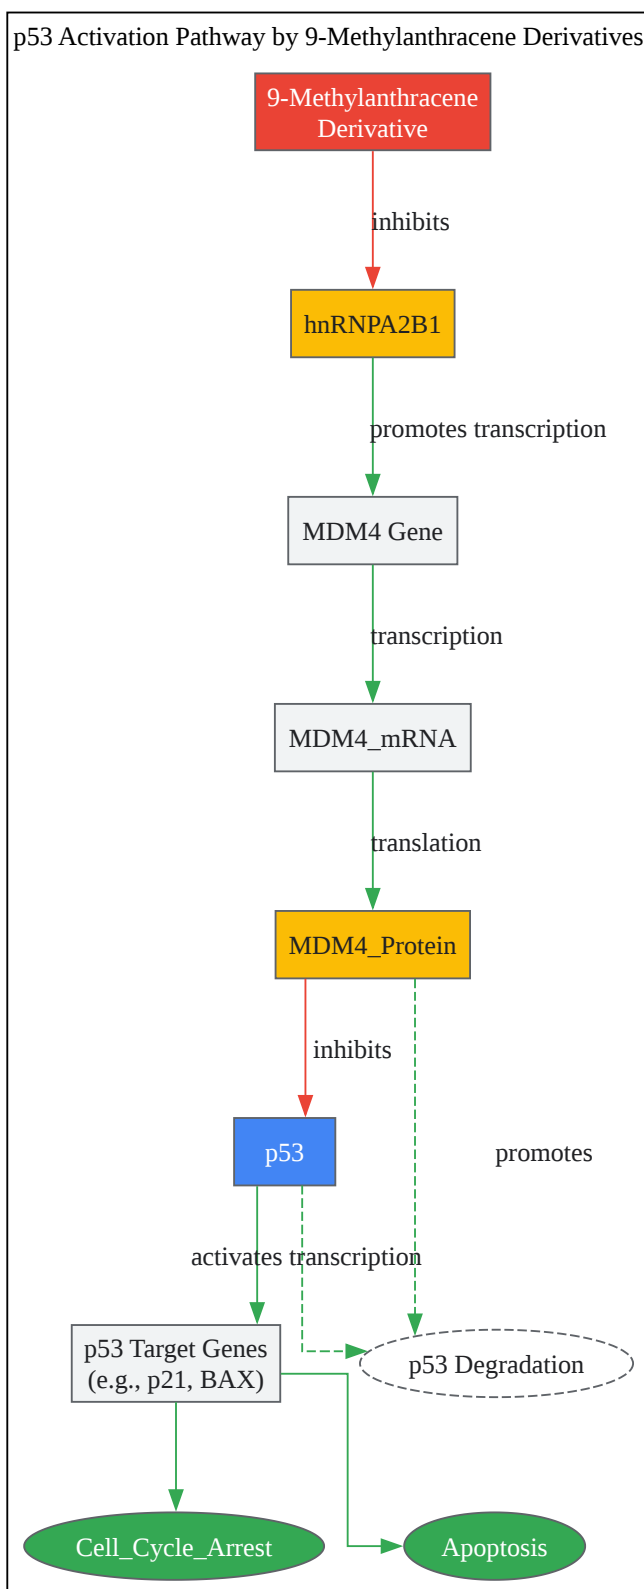 p53 Activation Pathway by 9-Methylanthracene Derivatives
9-Methylanthracene
Derivative
inhibits
hnRNPA2B1
promotes transcription
MDM4 Gene
transcription
MDM4_mRNA
translation
MDM4_Protein
inhibits
p53
promotes
activates transcription
p53 Target Genes
(e.g., p21, BAX)
p53 Degradation
Cell_Cycle_Arrest
Apoptosis